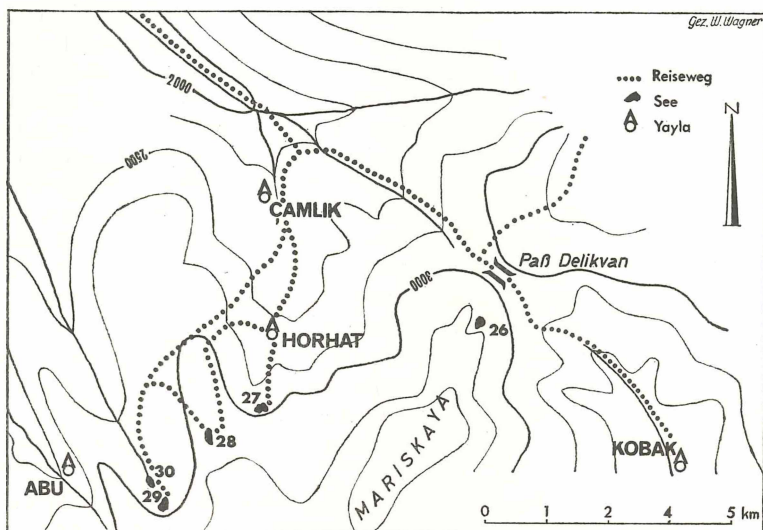 Gez. W. Wagner
Reiseweg
See
Yayla
N
2000
2500
CAMLIK
Paß Delikvan
3000
HORHAT
26
27
28
MARISKAYA
KOBAK
ABU
30
29
0 1 2 3 4 5 km